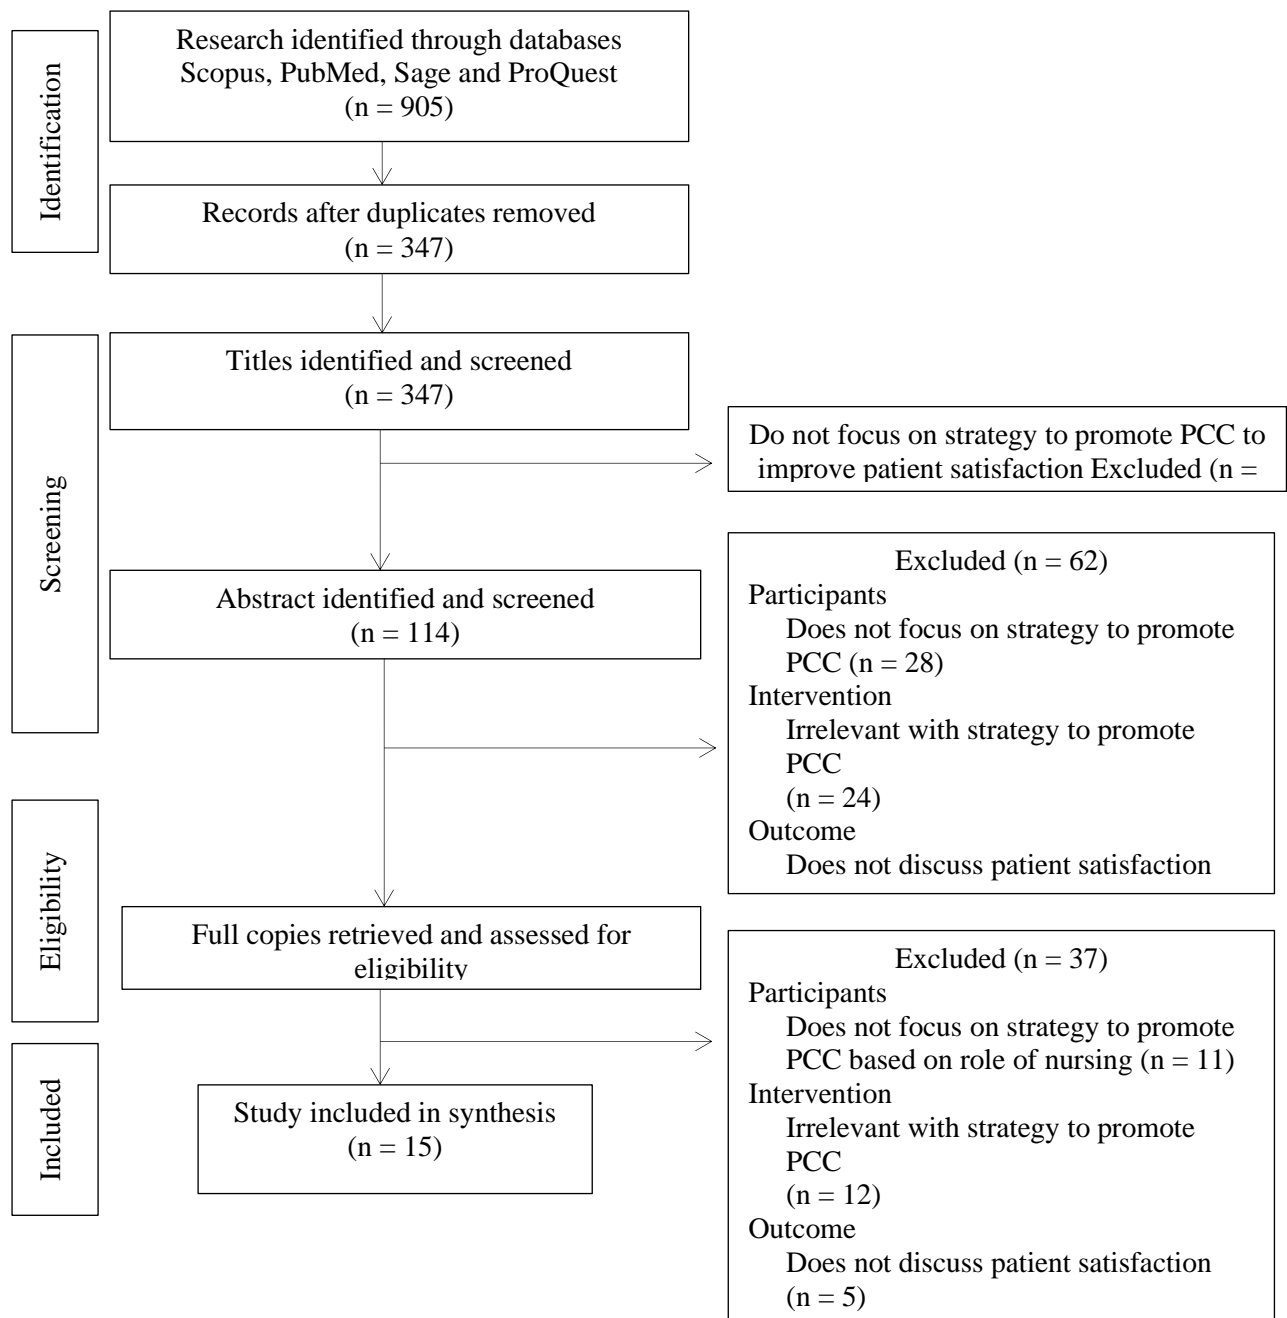 Identification
Research identified through databases
Scopus, PubMed, Sage and ProQuest
(n = 905)
Records after duplicates removed
(n = 347)
Screening
Titles identified and screened
(n = 347)
Do not focus on strategy to promote PCC to
improve patient satisfaction Excluded (n =
Abstract identified and screened
(n = 114)
Excluded (n = 62)
Participants
Does not focus on strategy to promote
PCC (n = 28)
Intervention
Irrelevant with strategy to promote
PCC
(n = 24)
Outcome
Does not discuss patient satisfaction
Eligibility
Full copies retrieved and assessed for
eligibility
Excluded (n = 37)
Participants
Does not focus on strategy to promote
PCC based on role of nursing (n = 11)
Intervention
Irrelevant with strategy to promote
PCC
(n = 12)
Outcome
Does not discuss patient satisfaction
(n = 5)
Included
Study included in synthesis
(n = 15)